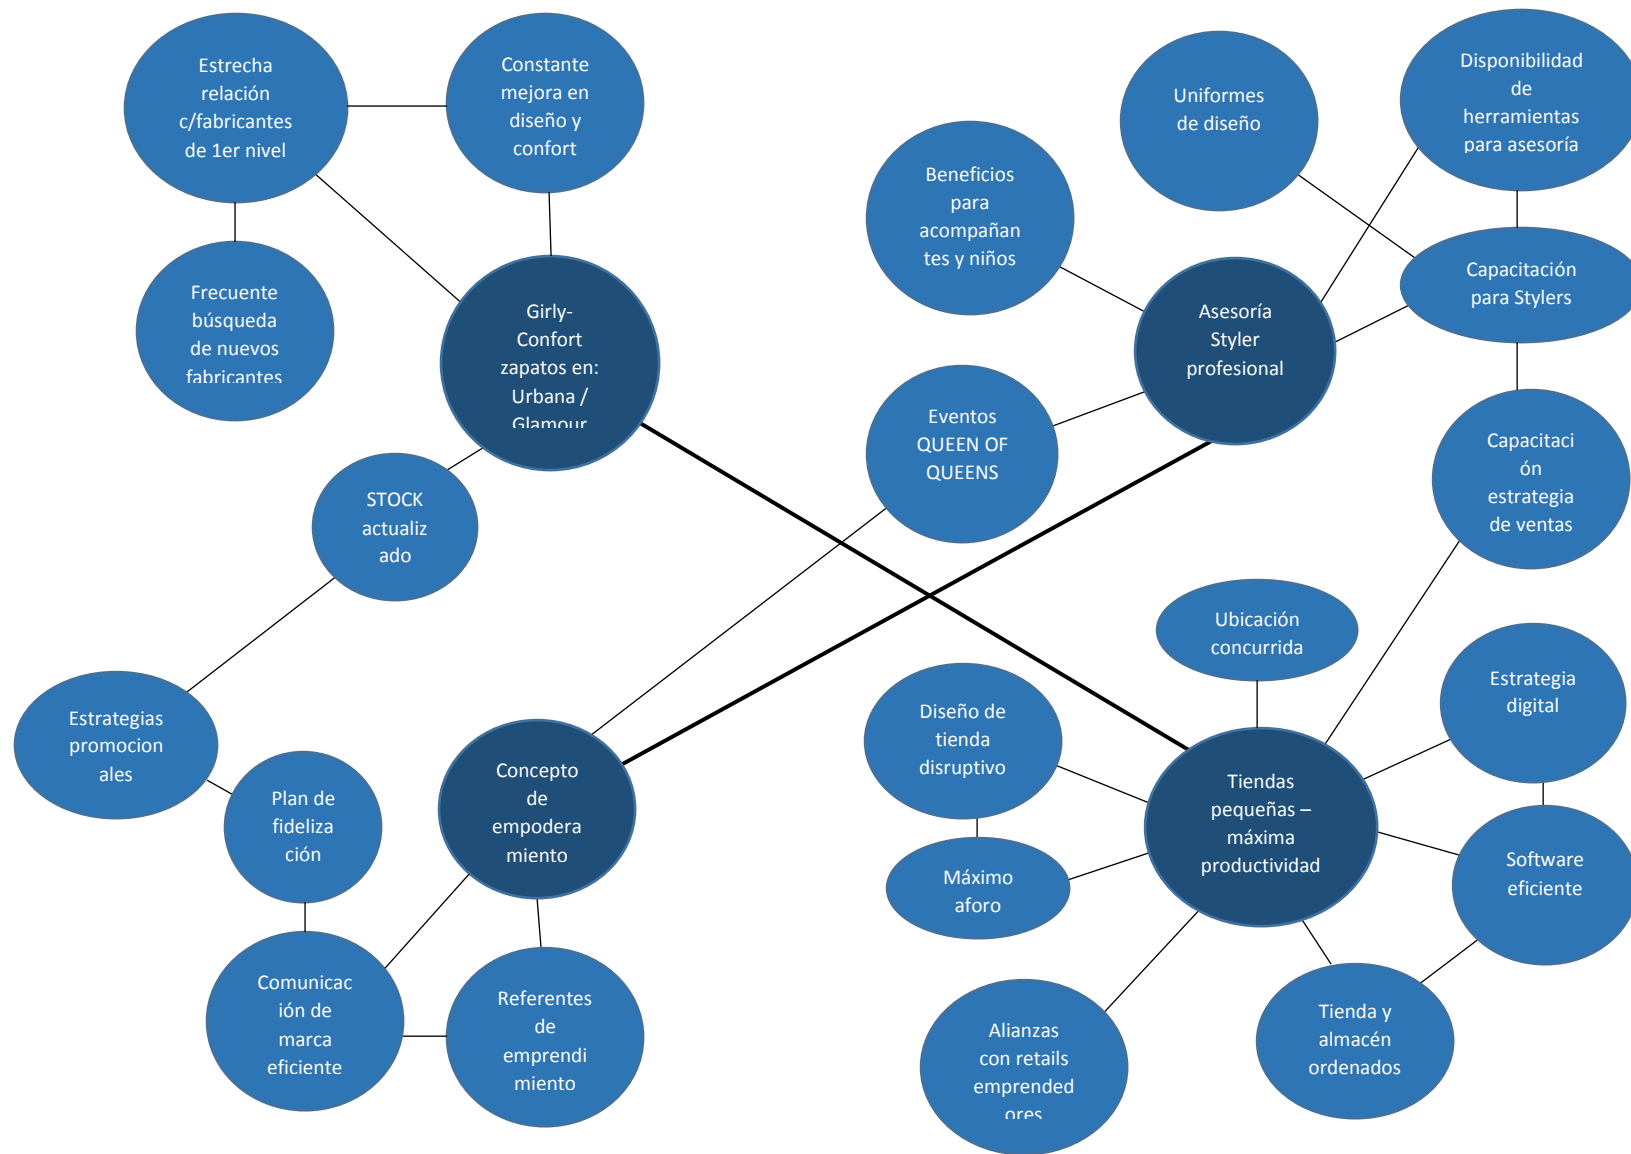 Estrecha
relación
c/fabricantes
de 1er nivel
Constante
mejora en
diseño y
confort
Frecuente
búsqueda
de nuevos
fabricantes
Girly-
Confort
zapatos en:
Urbana /
Glamour
STOCK
actualiz
ado
Estrategias
promocion
ales
Plan de
fideliza
ción
Comunicac
ión de
marca
eficiente
Concepto
de
empodera
miento
Referentes
de
emprendi
miento
Uniformes
de diseño
Disponibilidad
de
herramientas
para asesoría
Beneficios
para
acompañan
tes y niños
Asesoría
Styler
profesional
Capacitación
para Stylers
Eventos
QUEEN OF
QUEENS
Capacitaci
ón
estrategia
de ventas
Ubicación
concurrida
Diseño de
tienda
disruptivo
Estrategia
digital
Tiendas
pequeñas –
máxima
productividad
Máximo
aforo
Software
eficiente
Alianzas
con retails
emprended
ores
Tienda y
almacén
ordenados